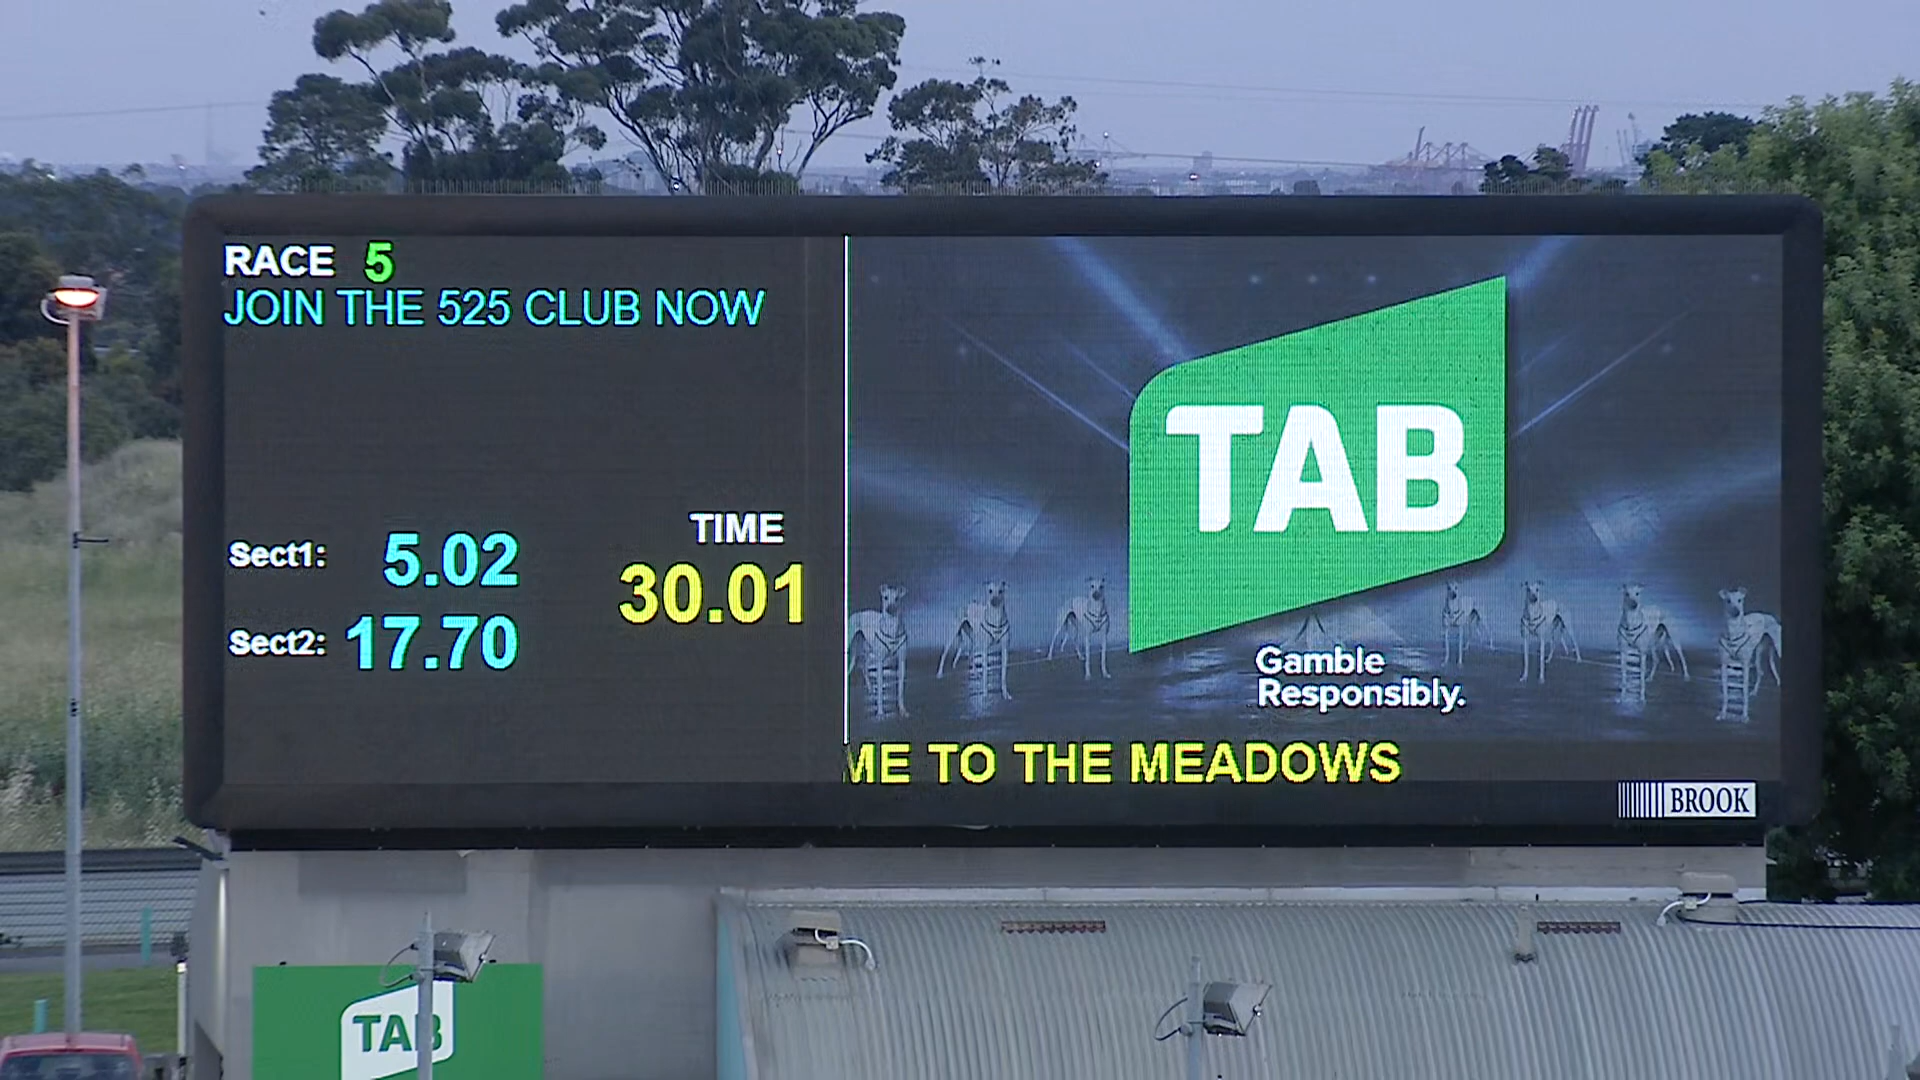 RACE 5
JOIN THE 525 CLUB NOW
Sect1: 5.02
Sect2: 17.70
TIME
30.01
TAB
Gamble
Responsibly.
ME TO THE MEADOWS
BROOK
TAB